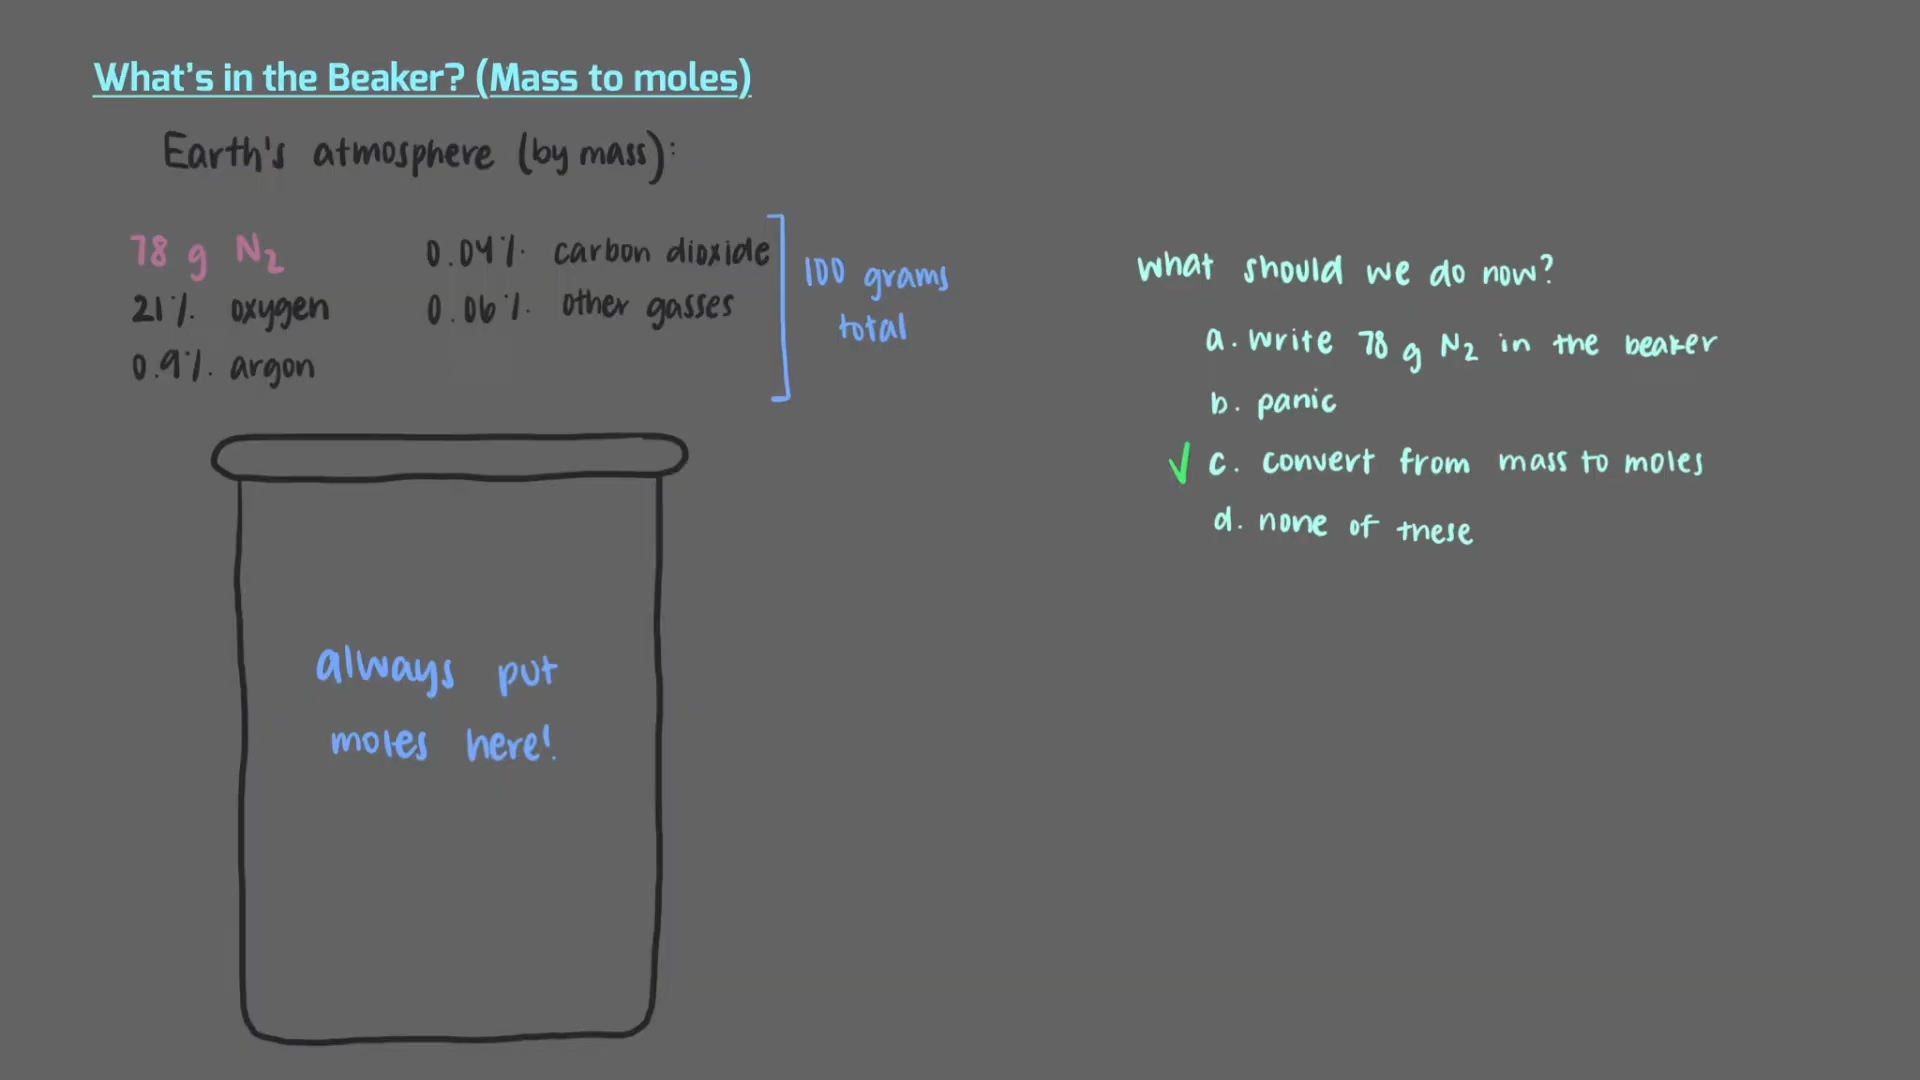 What's in the Beaker? (Mass to moles)
Earth's atmosphere (by mass):
78 g N₂
21% oxygen
0.9% argon
0.04% carbon dioxide
0.06% other gasses
100 grams
total
what should we do now?
a. write 78 g N₂ in the beaker
b. panic
✓ c. convert from mass to moles
d. none of these
always put
moles here!